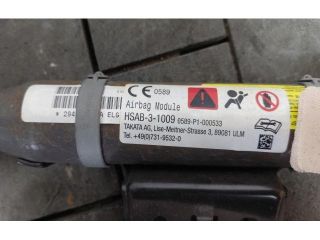 0589
Airbag Module
HSAB-3-1009 0589-P1-000533
TAKATA AG, Lise-Meitner-Strasse 3, 89081 ULM
Tel. +49(0)731-9532-0
ELG